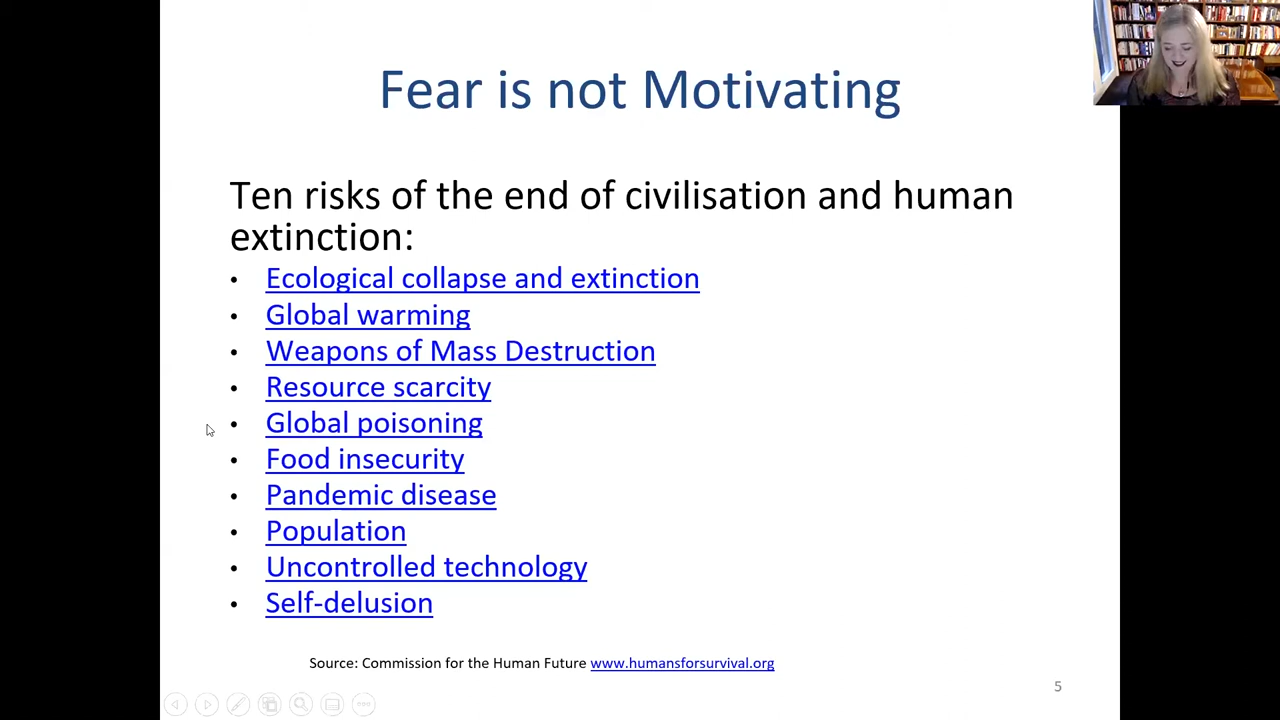 Fear is not Motivating
Ten risks of the end of civilisation and human
extinction:
• Ecological collapse and extinction
• Global warming
• Weapons of Mass Destruction
• Resource scarcity
• Global poisoning
• Food insecurity
• Pandemic disease
• Population
• Uncontrolled technology
• Self-delusion
Source: Commission for the Human Future www.humansforsurvival.org
5